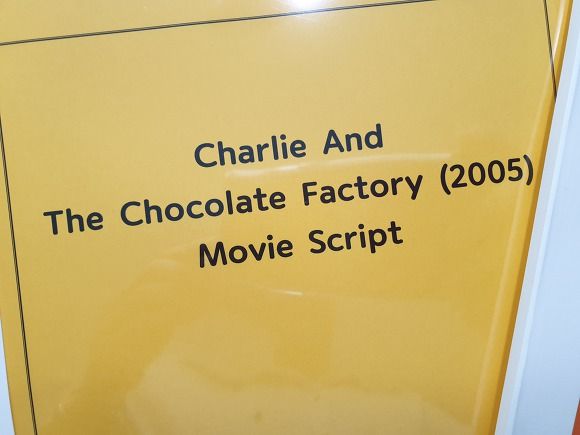 Charlie And
The Chocolate Factory (2005)
Movie Script